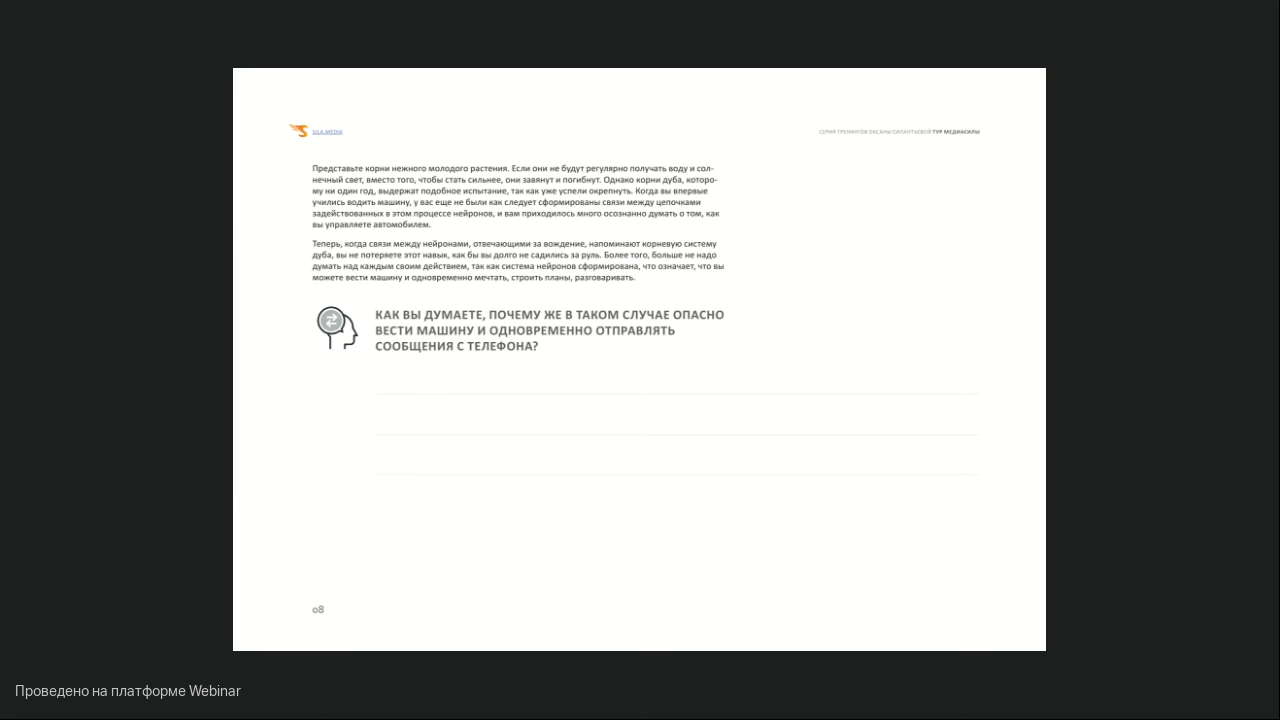 SILA.MEDIA
СЕРИЯ ТРЕНИНГОВ ОКСАНЫ СИЛАНТЬЕВОЙ ТУР МЕДИАСИЛЫ
Представьте корни нежного молодого растения. Если они не будут регулярно получать воду и сол-
нечный свет, вместо того, чтобы стать сильнее, они завянут и погибнут. Однако корни дуба, которо-
му ни один год, выдержат подобное испытание, так как уже успели окрепнуть. Когда вы впервые
учились водить машину, у вас еще не были как следует сформированы связи между цепочками
задействованных в этом процессе нейронов, и вам приходилось много осознанно думать о том, как
вы управляете автомобилем.
Теперь, когда связи между нейронами, отвечающими за вождение, напоминают корневую систему
дуба, вы не потеряете этот навык, как бы вы долго не садились за руль. Более того, больше не надо
думать над каждым своим действием, так как система нейронов сформирована, что означает, что вы
можете вести машину и одновременно мечтать, строить планы, разговаривать.
КАК ВЫ ДУМАЕТЕ, ПОЧЕМУ ЖЕ В ТАКОМ СЛУЧАЕ ОПАСНО
ВЕСТИ МАШИНУ И ОДНОВРЕМЕННО ОТПРАВЛЯТЬ
СООБЩЕНИЯ С ТЕЛЕФОНА?
08
Проведено на платформе Webinar